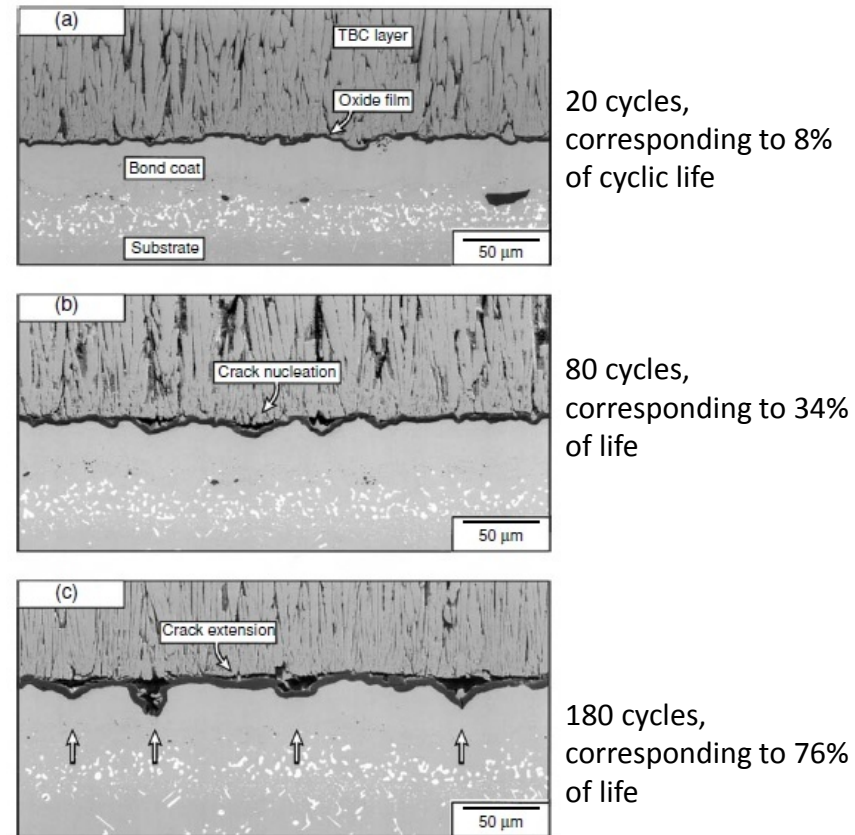 (a)
TBC layer
Oxide film
Bond coat
Substrate
50 μm
20 cycles,
corresponding to 8%
of cyclic life
(b)
Crack nucleation
50 μm
80 cycles,
corresponding to 34%
of life
(c)
Crack extension
50 μm
180 cycles,
corresponding to 76%
of life